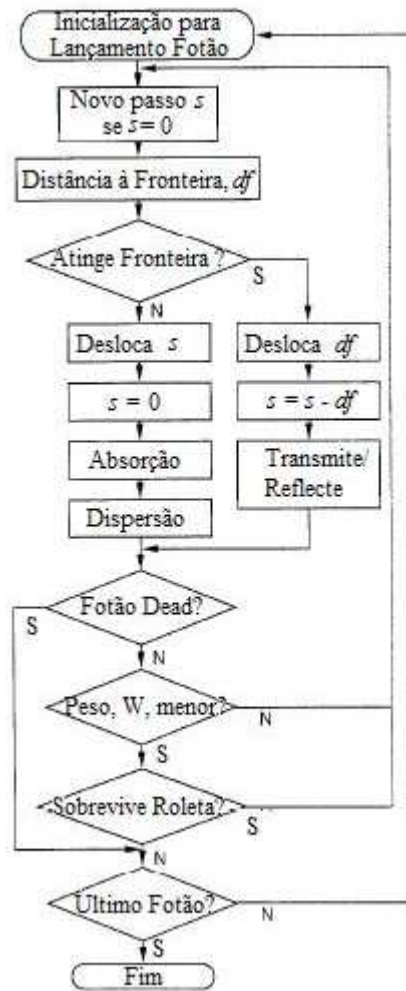 Inicialização para
Lançamento Fotão
Novo passo s
se s = 0
Distância à Fronteira, df
Atinge Fronteira ?
S
N
Desloca s
Desloca df
s = 0
s = s - df
Absorção
Transmite/
Reflecte
Dispersão
Fotão Dead?
S
N
Peso, W, menor?
N
S
Sobrevive Roleta?
S
N
Ultimo Fotão?
N
S
Fim